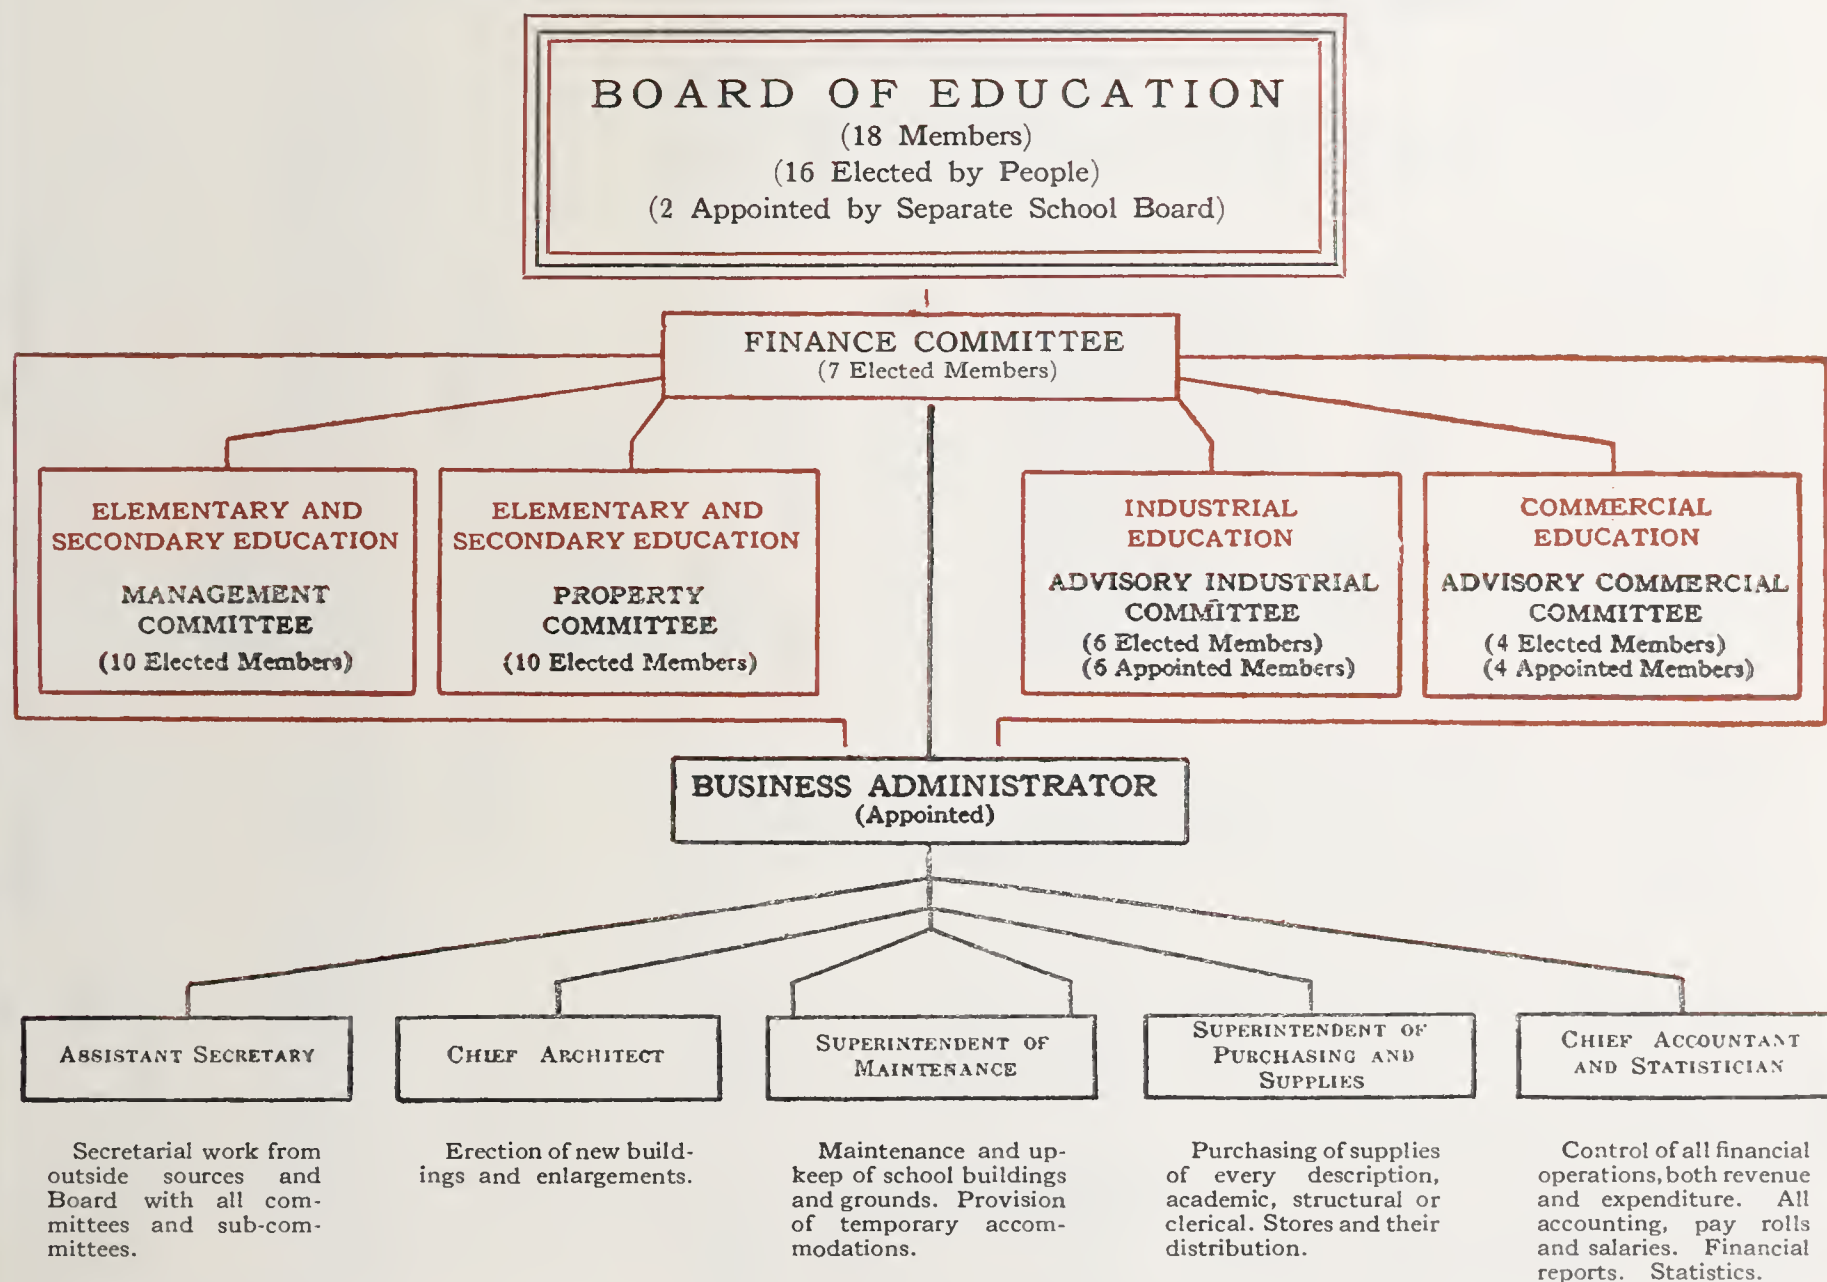 BOARD OF EDUCATION
(18 Members)
(16 Elected by People)
(2 Appointed by Separate School Board)
FINANCE COMMITTEE
(7 Elected Members)
ELEMENTARY AND
SECONDARY EDUCATION
MANAGEMENT
COMMITTEE
(10 Elected Members)
ELEMENTARY AND
SECONDARY EDUCATION
PROPERTY
COMMITTEE
(10 Elected Members)
INDUSTRIAL
EDUCATION
ADVISORY INDUSTRIAL
COMMITTEE
(6 Elected Members)
(6 Appointed Members)
COMMERCIAL
EDUCATION
ADVISORY COMMERCIAL
COMMITTEE
(4 Elected Members)
(4 Appointed Members)
BUSINESS ADMINISTRATOR
(Appointed)
ASSISTANT SECRETARY
Secretarial work from
outside sources and
Board with all com-
mittees and sub-com-
mittees.
CHIEF ARCHITECT
Erection of new build-
ings and enlargements.
SUPERINTENDENT OF
MAINTENANCE
Maintenance and up-
keep of school buildings
and grounds. Provision
of temporary accom-
modations.
SUPERINTENDENT OF
PURCHASING AND
SUPPLIES
Purchasing of supplies
of every description,
academic, structural or
clerical. Stores and their
distribution.
CHIEF ACCOUNTANT
AND STATISTICIAN
Control of all financial
operations, both revenue
and expenditure. All
accounting, pay rolls
and salaries. Financial
reports. Statistics.